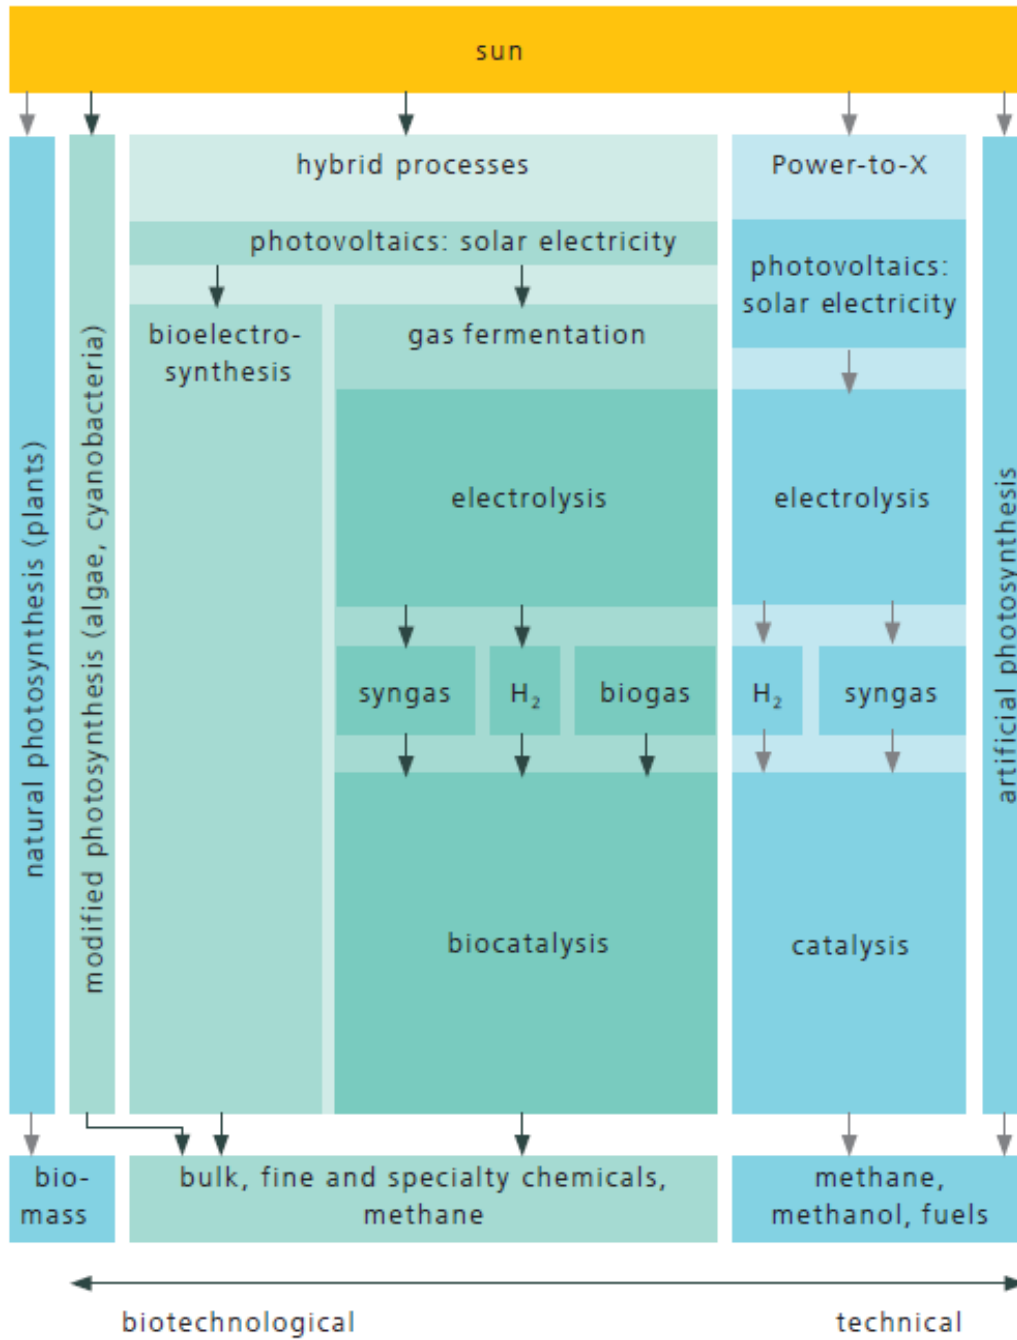 sun
natural photosynthesis (plants)
modified photosynthesis (algae, cyanobacteria)
hybrid processes
photovoltaics: solar electricity
bioelectro-
synthesis
gas fermentation
electrolysis
syngas
H₂
biogas
biocatalysis
Power-to-X
photovoltaics:
solar electricity
electrolysis
H₂
syngas
catalysis
artificial photosynthesis
bio-
mass
bulk, fine and specialty chemicals,
methane
methane,
methanol, fuels
biotechnological
technical